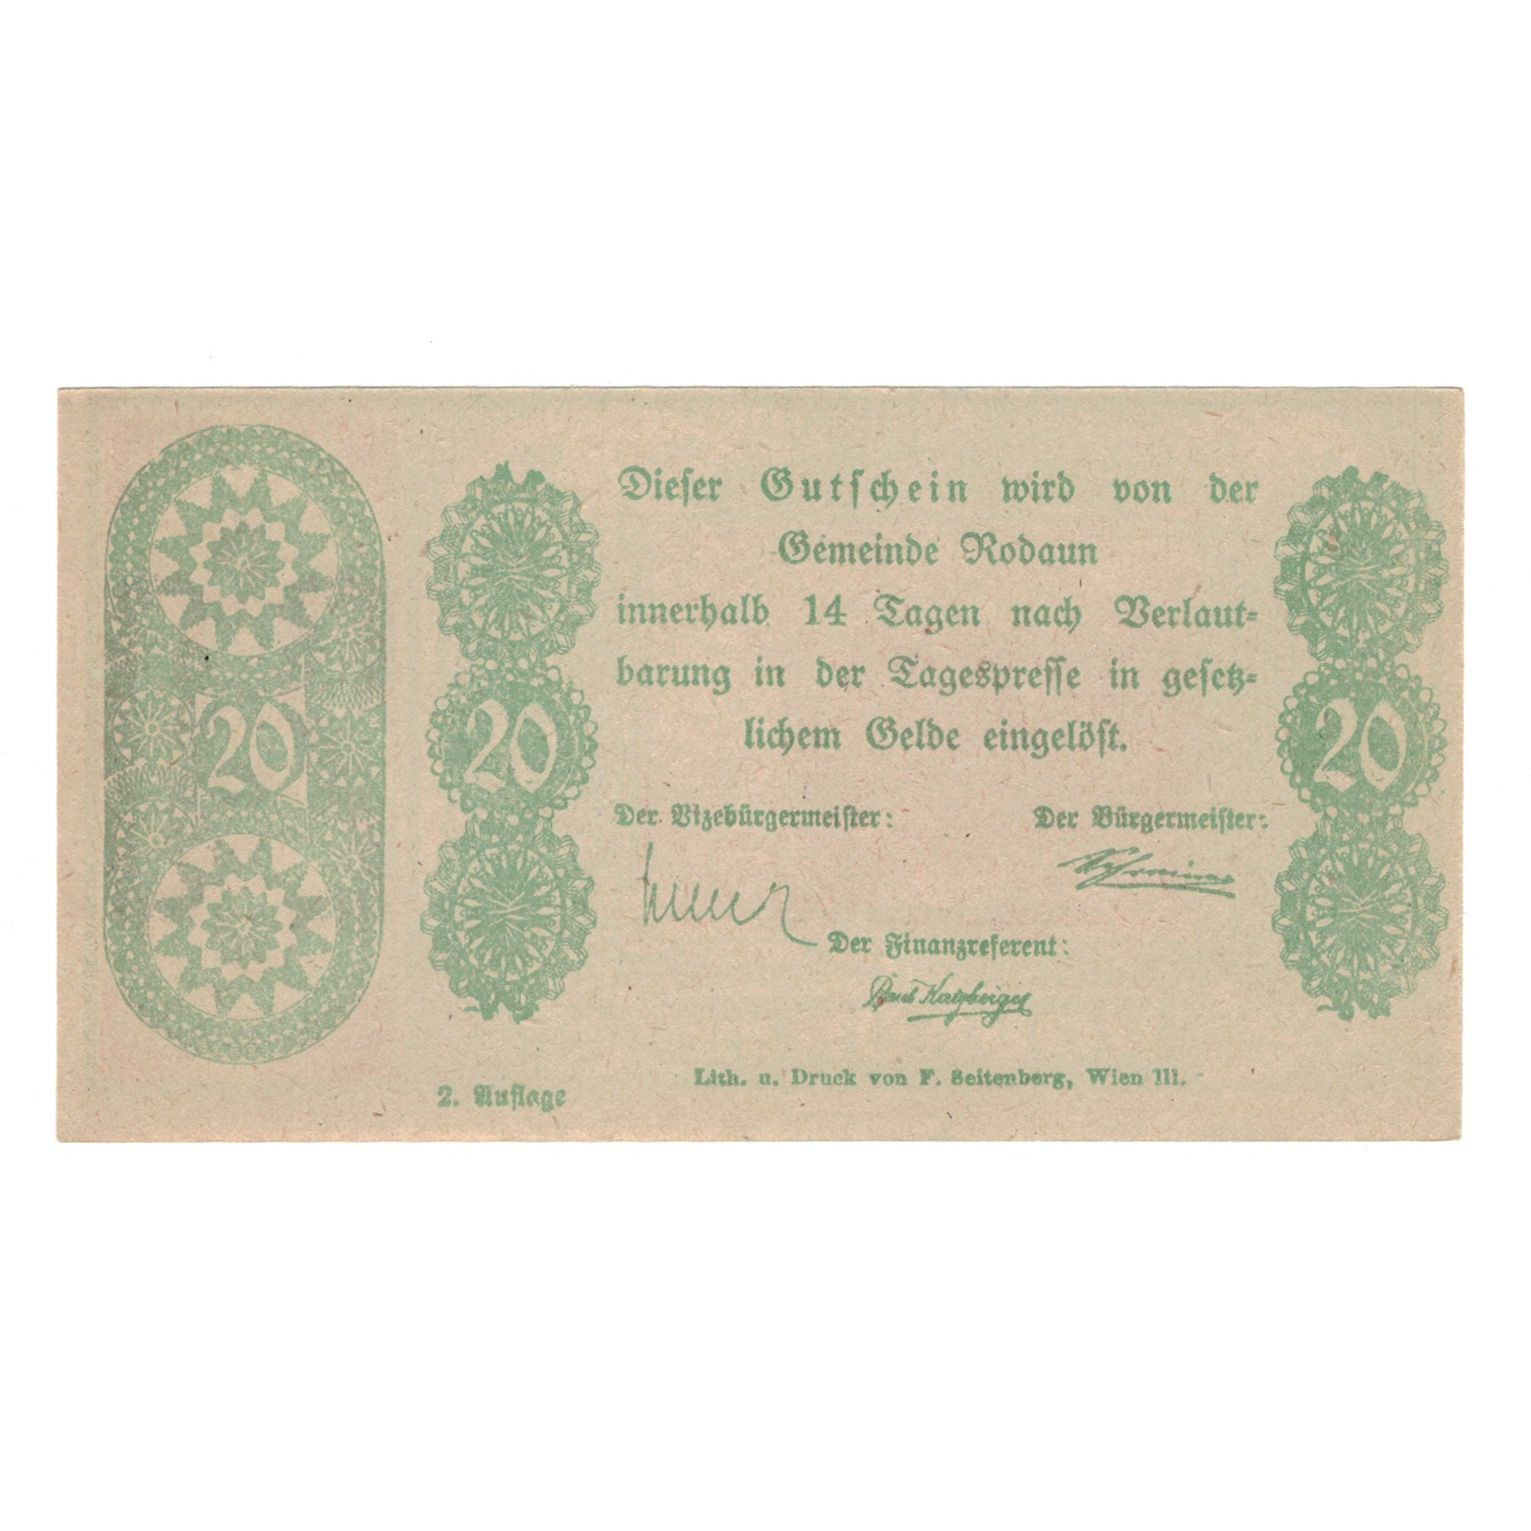 Dieser Gutschein wird von der
Gemeinde Rodaun
innerhalb 14 Tagen nach Verlaut-
barung in der Tagespresse in gesetz-
lichem Gelde eingelöst.
20
20
20
Der Vizebürgermeister:
Der Bürgermeister:
Der Finanzreferent:
Lith. u. Druck von F. Seitenberg, Wien III.
2. Auflage